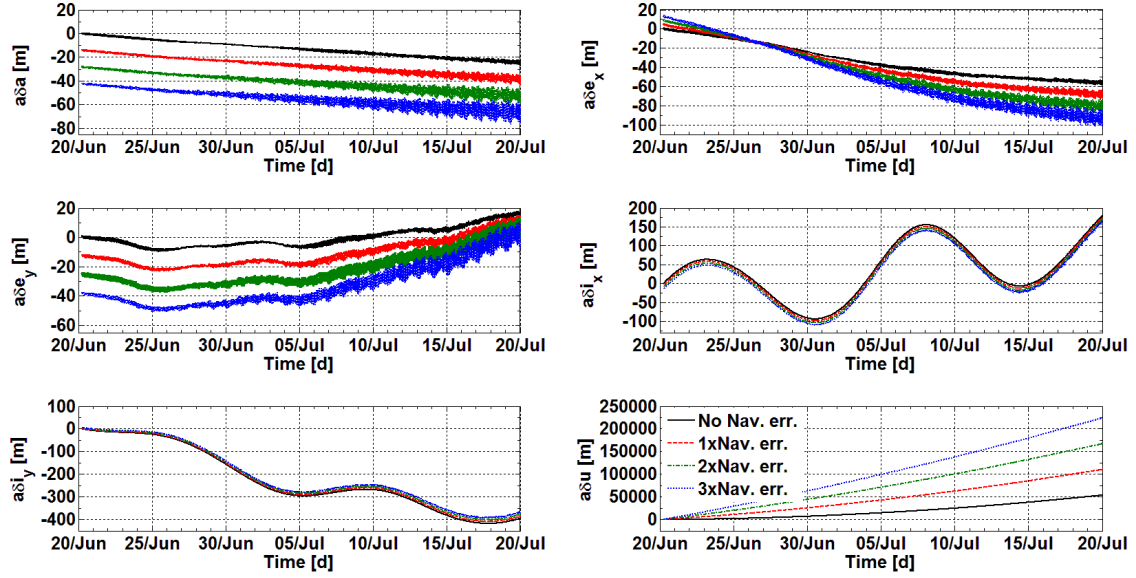 aδa [m]
20
0
-20
-40
-60
-80
20/Jun 25/Jun 30/Jun 05/Jul 10/Jul 15/Jul 20/Jul
Time [d]
aδe_x [m]
20
0
-20
-40
-60
-80
-100
20/Jun 25/Jun 30/Jun 05/Jul 10/Jul 15/Jul 20/Jul
Time [d]
aδe_y [m]
20
0
-20
-40
-60
20/Jun 25/Jun 30/Jun 05/Jul 10/Jul 15/Jul 20/Jul
Time [d]
aδi_x [m]
200
150
100
50
0
-50
-100
20/Jun 25/Jun 30/Jun 05/Jul 10/Jul 15/Jul 20/Jul
Time [d]
aδi_y [m]
100
0
-100
-200
-300
-400
20/Jun 25/Jun 30/Jun 05/Jul 10/Jul 15/Jul 20/Jul
Time [d]
aδu [m]
250000
200000
150000
100000
50000
0
No Nav. err.
1xNav. err.
2xNav. err.
3xNav. err.
20/Jun 25/Jun 30/Jun 05/Jul 10/Jul 15/Jul 20/Jul
Time [d]